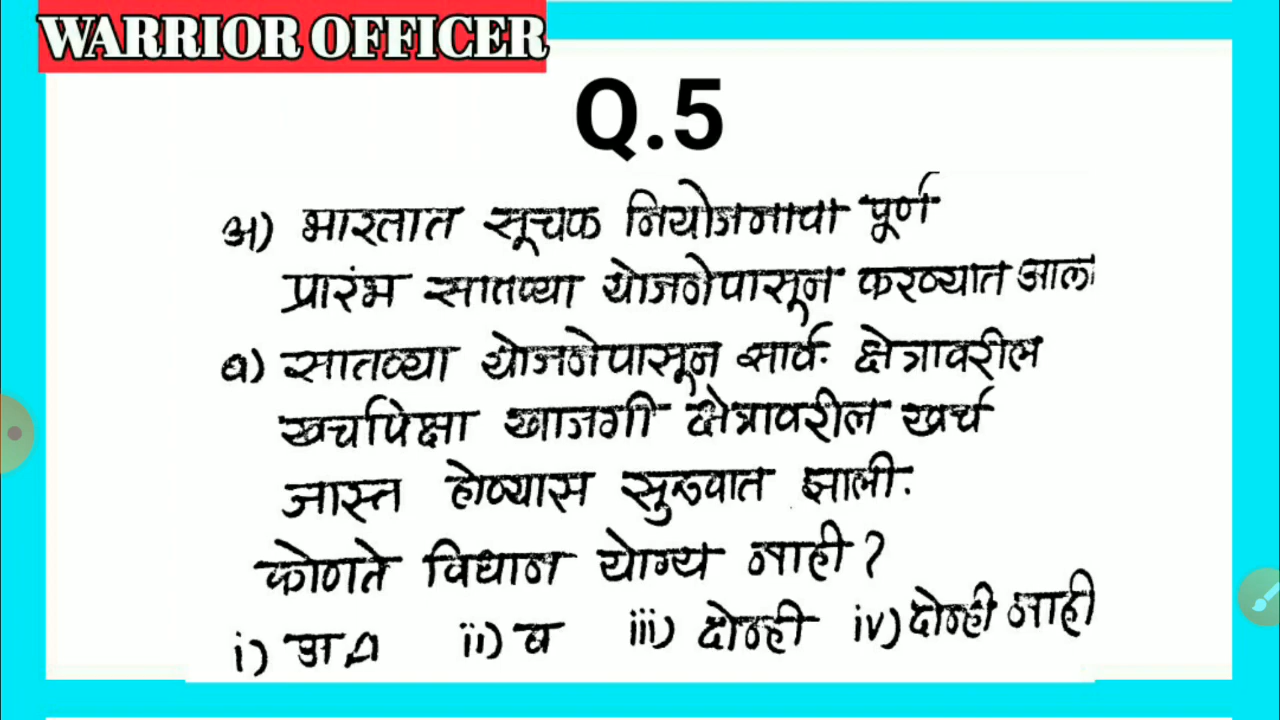 WARRIOR OFFICER
Q.5
अ) भारतात सूचक नियोजनाचा पूर्ण
प्रारंभ सातव्या योजनेपासून करण्यात आला
ब) सातव्या योजनेपासून सार्व. क्षेत्रावरील
खर्चापेक्षा खाजगी क्षेत्रावरील खर्च
जास्त होण्यास सुरुवात झाली.
कोणते विधान योग्य नाही?
i) अ ii) ब iii) दोन्ही iv) दोन्ही नाही